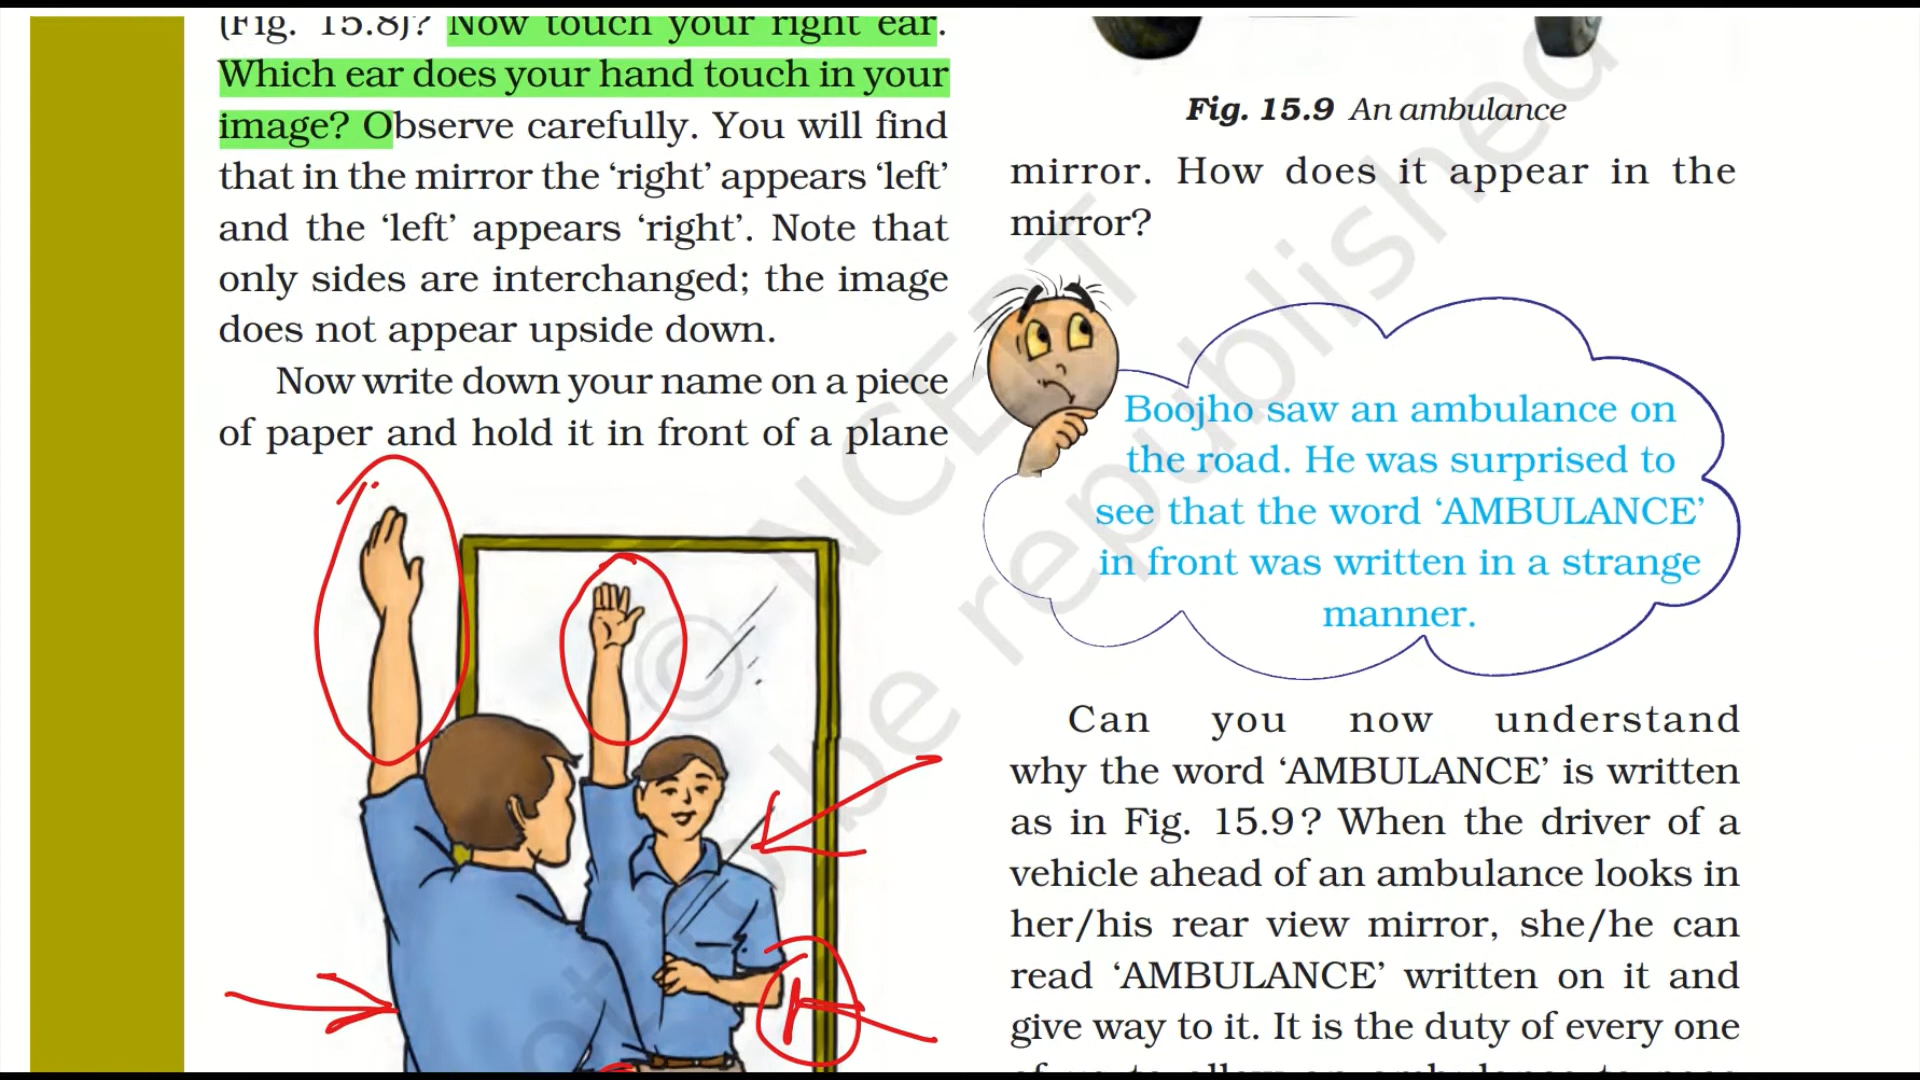 (Fig. 15.8)? Now touch your right ear.
Which ear does your hand touch in your
image? Observe carefully. You will find
that in the mirror the ‘right’ appears ‘left’
and the ‘left’ appears ‘right’. Note that
only sides are interchanged; the image
does not appear upside down.
Now write down your name on a piece
of paper and hold it in front of a plane
Fig. 15.9 An ambulance
mirror. How does it appear in the
mirror?
Boojho saw an ambulance on
the road. He was surprised to
see that the word ‘AMBULANCE’
in front was written in a strange
manner.
Can you now understand
why the word ‘AMBULANCE’ is written
as in Fig. 15.9? When the driver of a
vehicle ahead of an ambulance looks in
her/his rear view mirror, she/he can
read ‘AMBULANCE’ written on it and
give way to it. It is the duty of every one
© NCERT
not to be republished